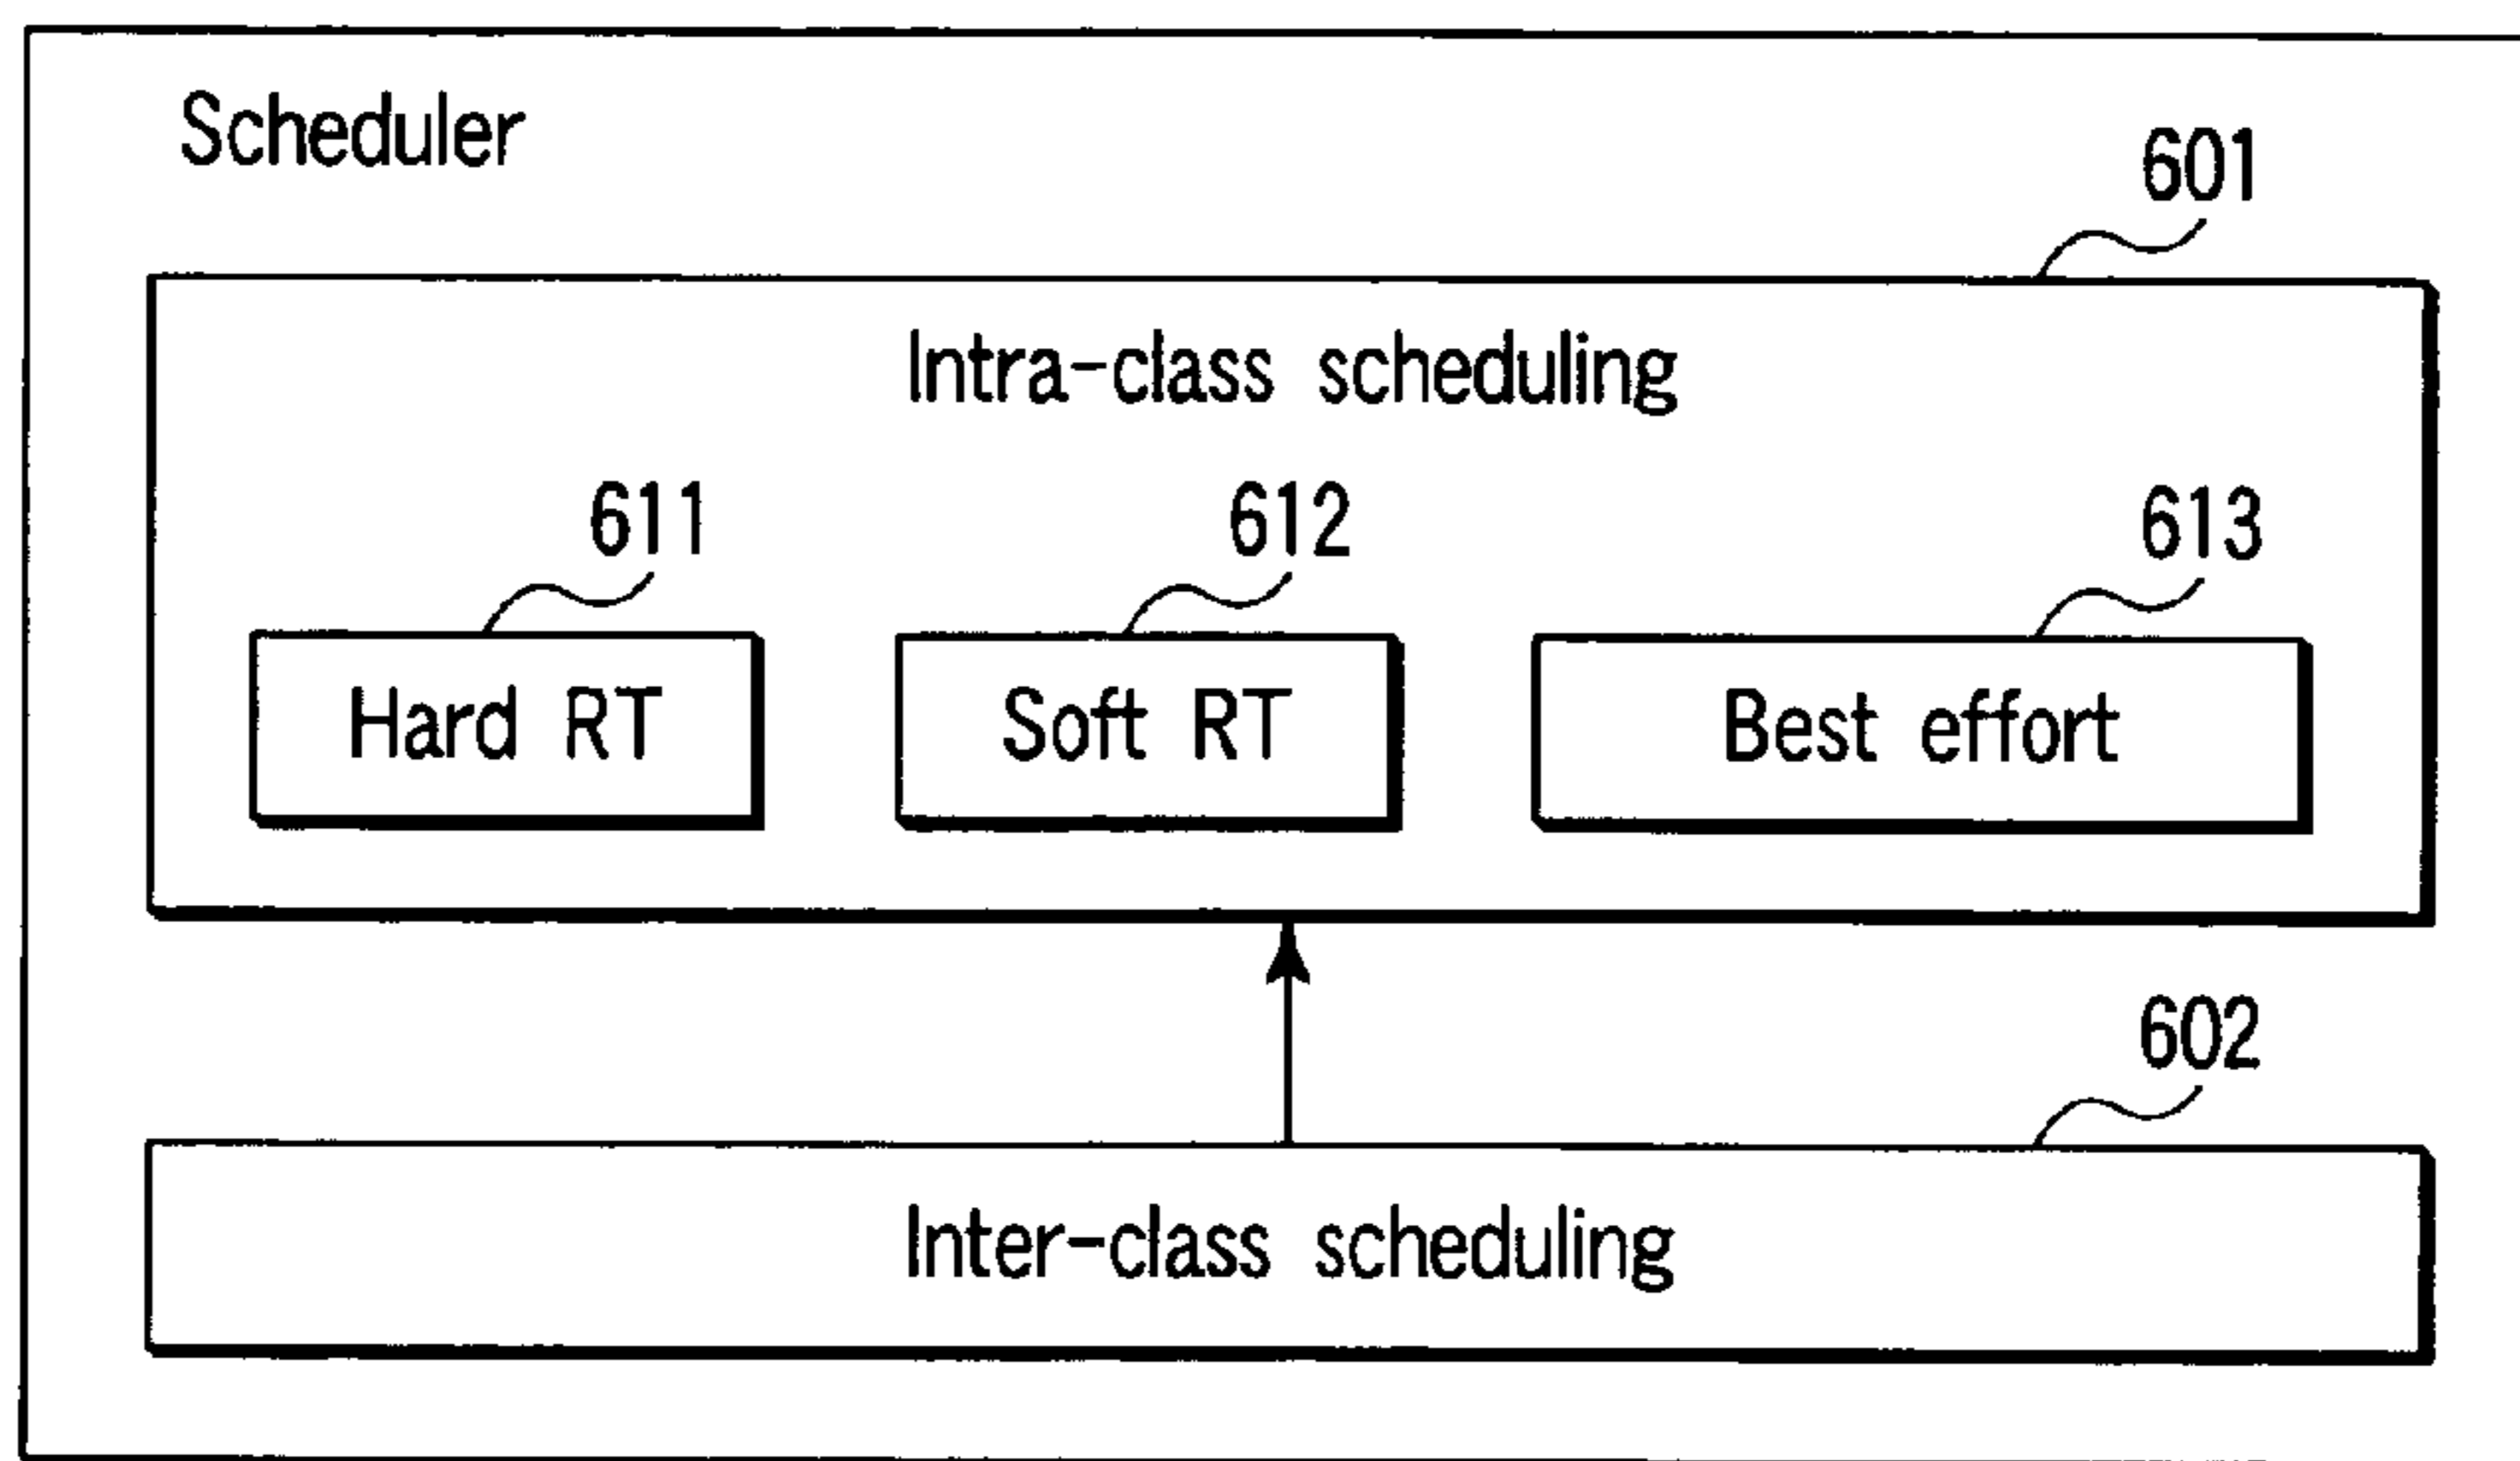 Scheduler
601
Intra-class scheduling
611 612 613
Hard RT Soft RT Best effort
602
Inter-class scheduling